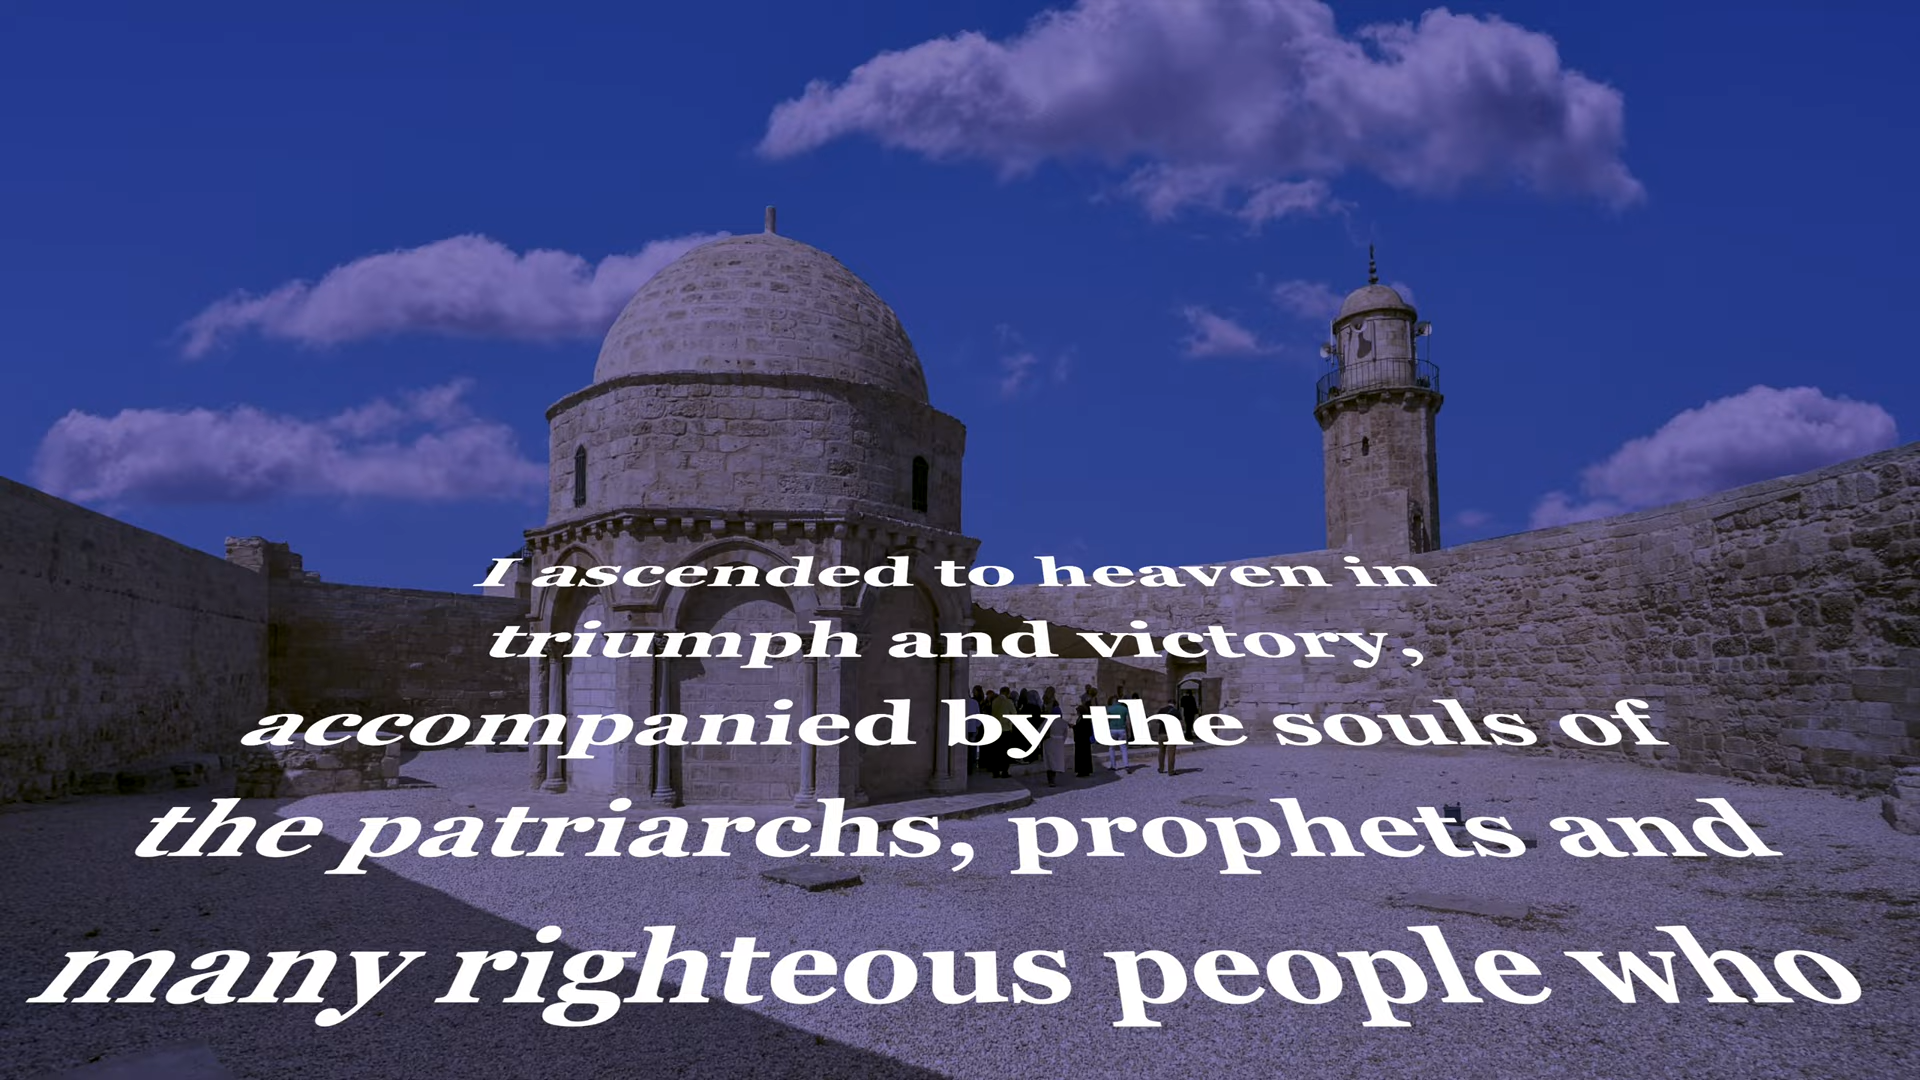 I ascended to heaven in
triumph and victory,
accompanied by the souls of
the patriarchs, prophets and
many righteous people who